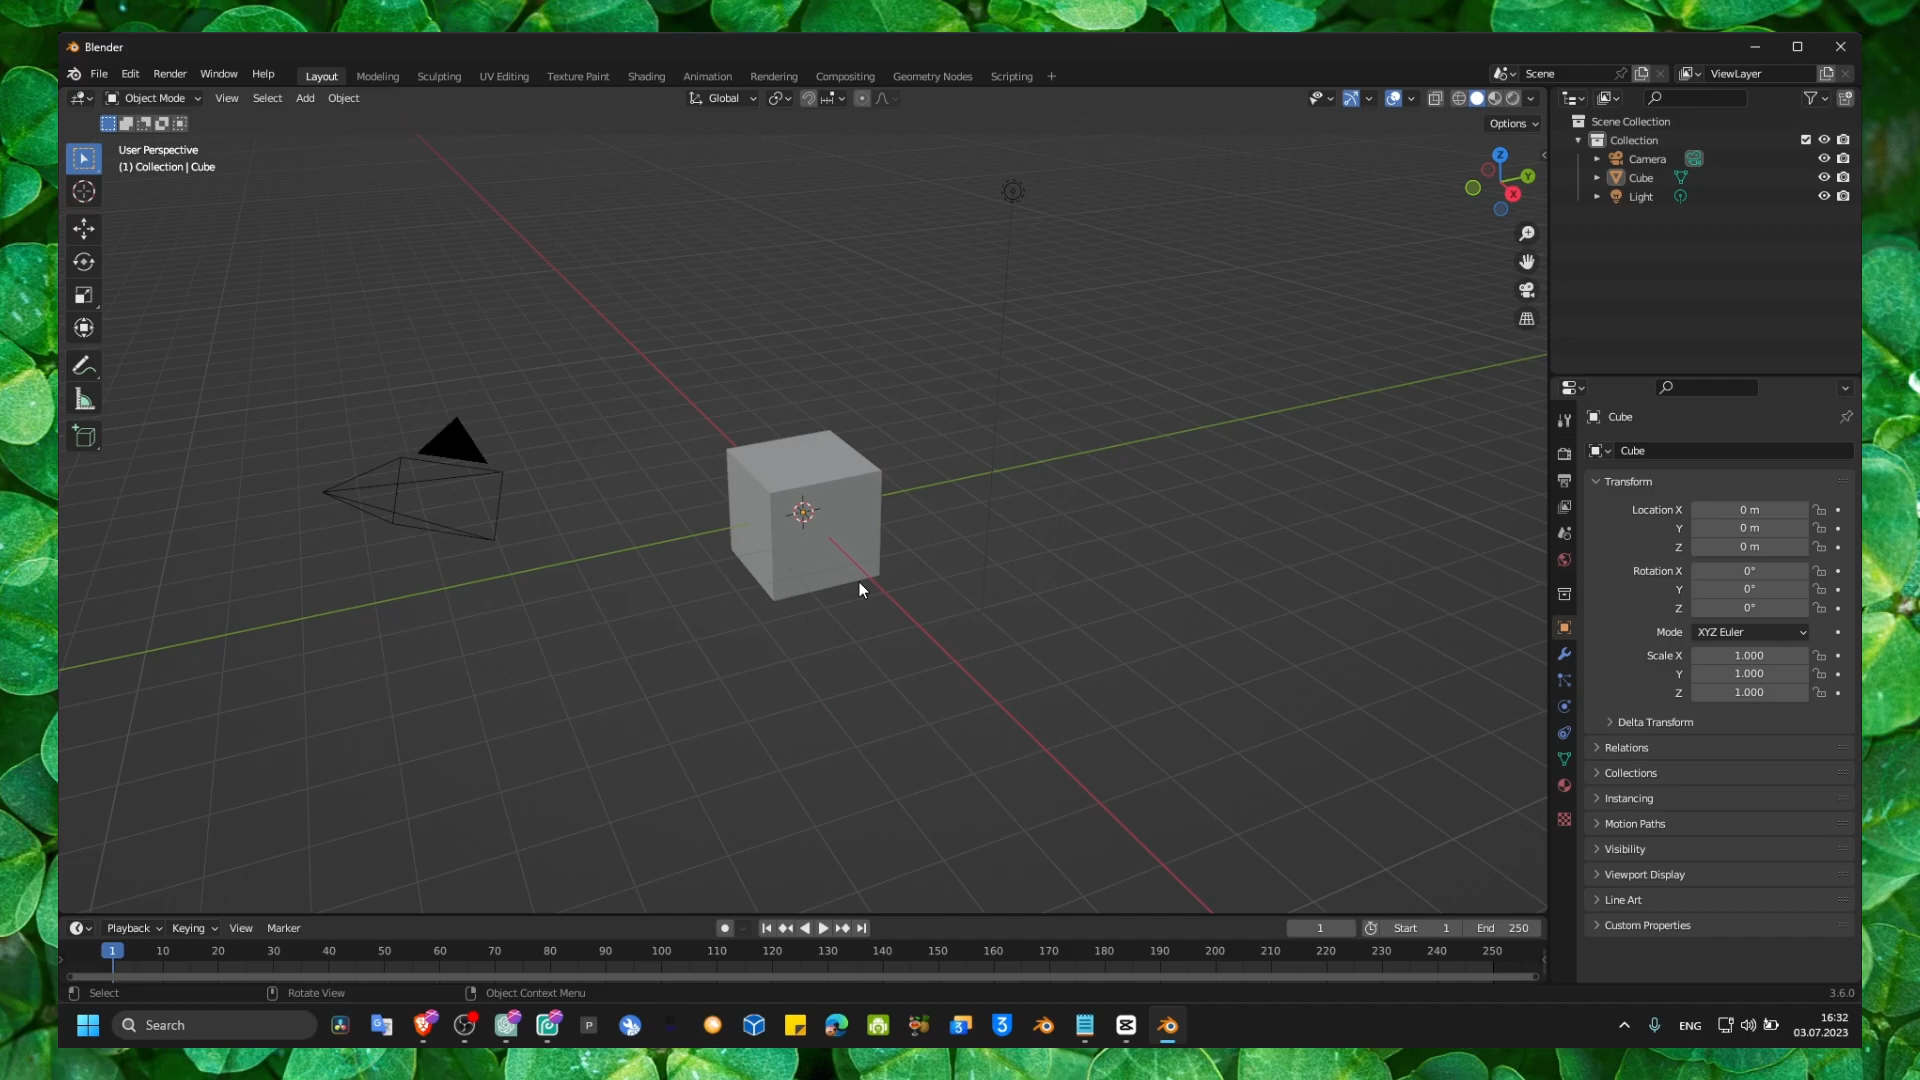 Blender
File Edit Render Window Help Layout Modeling Sculpting UV Editing Texture Paint Shading Animation Rendering Compositing Geometry Nodes Scripting + Scene ViewLayer
Object Mode View Select Add Object Global
Options
User Perspective
(1) Collection | Cube
Z
Y
X
Scene Collection
Collection
Camera
Cube
Light
Cube
Cube
Transform
Location X 0 m
Y 0 m
Z 0 m
Rotation X 0°
Y 0°
Z 0°
Mode XYZ Euler
Scale X 1.000
Y 1.000
Z 1.000
Delta Transform
Relations
Collections
Instancing
Motion Paths
Visibility
Viewport Display
Line Art
Custom Properties
Playback Keying View Marker 1 Start 1 End 250
1 10 20 30 40 50 60 70 80 90 100 110 120 130 140 150 160 170 180 190 200 210 220 230 240 250
Select Rotate View Object Context Menu 3.6.0
Search P 3 3 ENG 16:32
03.07.2023